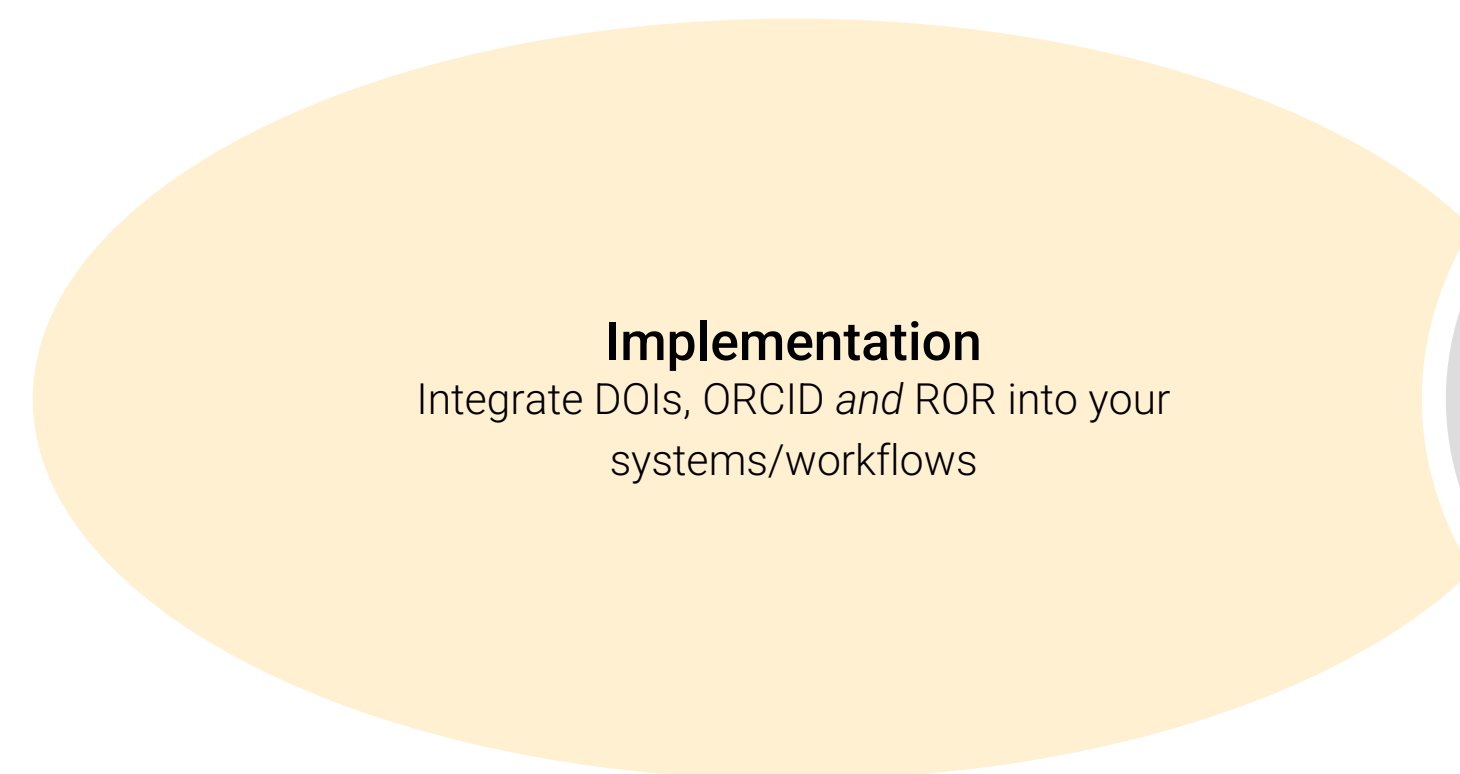 Implementation
Integrate DOIs, ORCID and ROR into your
systems/workflows